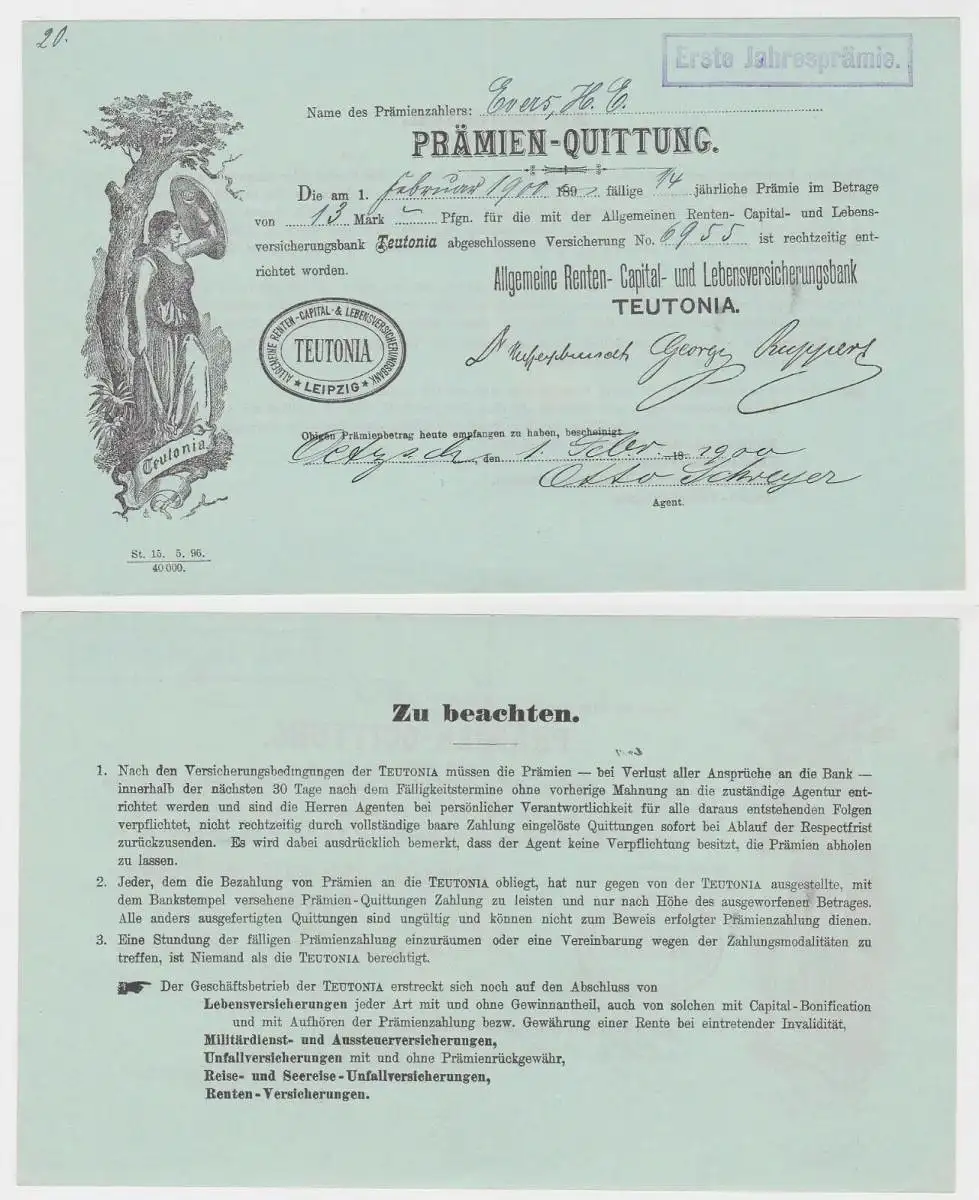 20.
Erste Jahresprämie.
Name des Prämienzahlers: Evers, H. E.
PRÄMIEN-QUITTUNG.
Die am 1. Februar 1900 189 fällige 14 jährliche Prämie im Betrage
von 13 Mark Pfgn. für die mit der Allgemeinen Renten- Capital- und Lebens-
versicherungsbank Teutonia abgeschlossene Versicherung No. 6955 ist rechtzeitig ent-
richtet worden.
Allgemeine Renten- Capital- und Lebensversicherungsbank
TEUTONIA.
ALLGEMEINE RENTEN-CAPITAL-& LEBENSVERSICHERUNGSBANK
TEUTONIA
LEIPZIG
Dr Georg Ruppert
Obigen Prämienbetrag heute empfangen zu haben, bescheinigt
Oetzsch, den 1. Febr. 18 1900
Otto Schreyer
Agent.
Teutonia.
St. 15. 5. 96.
40 000.
Zu beachten.
1. Nach den Versicherungsbedingungen der TEUTONIA müssen die Prämien — bei Verlust aller Ansprüche an die Bank —
innerhalb der nächsten 30 Tage nach dem Fälligkeitstermine ohne vorherige Mahnung an die zuständige Agentur ent-
richtet werden und sind die Herren Agenten bei persönlicher Verantwortlichkeit für alle daraus entstehenden Folgen
verpflichtet, nicht rechtzeitig durch vollständige baare Zahlung eingelöste Quittungen sofort bei Ablauf der Respectfrist
zurückzusenden. Es wird dabei ausdrücklich bemerkt, dass der Agent keine Verpflichtung besitzt, die Prämien abholen
zu lassen.
2. Jeder, dem die Bezahlung von Prämien an die TEUTONIA obliegt, hat nur gegen von der TEUTONIA ausgestellte, mit
dem Bankstempel versehene Prämien-Quittungen Zahlung zu leisten und nur nach Höhe des ausgeworfenen Betrages.
Alle anders ausgefertigten Quittungen sind ungültig und können nicht zum Beweis erfolgter Prämienzahlung dienen.
3. Eine Stundung der fälligen Prämienzahlung einzuräumen oder eine Vereinbarung wegen der Zahlungsmodalitäten zu
treffen, ist Niemand als die TEUTONIA berechtigt.
Der Geschäftsbetrieb der TEUTONIA erstreckt sich noch auf den Abschluss von
Lebensversicherungen jeder Art mit und ohne Gewinnantheil, auch von solchen mit Capital-Bonification
und mit Aufhören der Prämienzahlung bezw. Gewährung einer Rente bei eintretender Invalidität,
Militärdienst- und Aussteuerversicherungen,
Unfallversicherungen mit und ohne Prämienrückgewähr,
Reise- und Seereise-Unfallversicherungen,
Renten-Versicherungen.